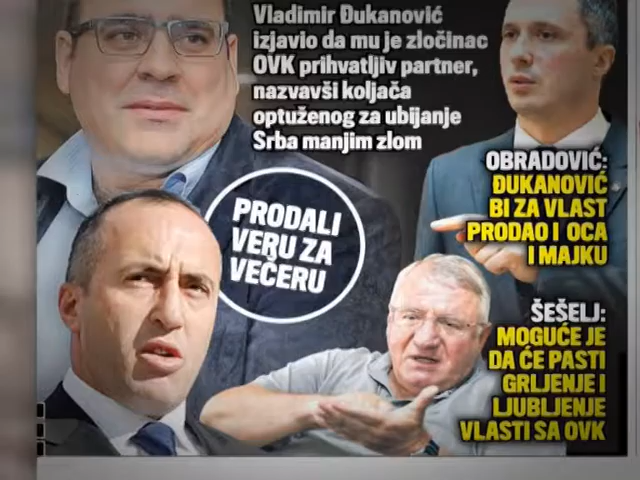 Vladimir Đukanović
izjavio da mu je zločinac
OVK prihvatljiv partner,
nazvavši koljača
optuženog za ubijanje
Srba manjim zlom
OBRADOVIĆ:
ĐUKANOVIĆ
BI ZA VLAST
PRODAO I OCA
I MAJKU
PRODALI
VERU ZA
VEČERU
ŠEŠELJ:
MOGUĆE JE
DA ĆE PASTI
GRLJENJE I
LJUBLJENJE
VLASTI SA OVK